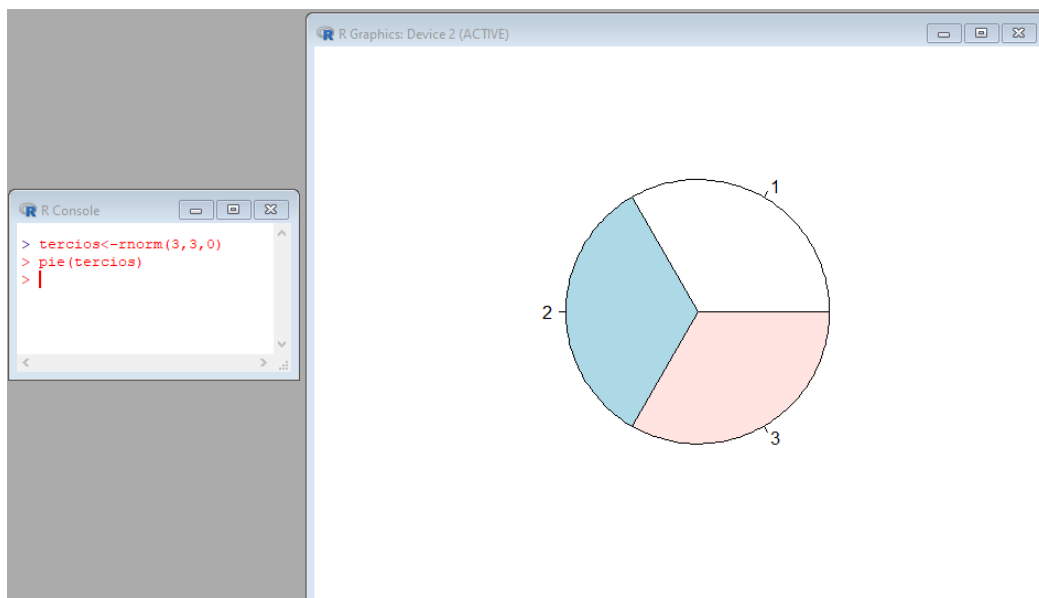 R Graphics: Device 2 (ACTIVE)
R Console
> tercios<-rnorm(3,3,0)
> pie(tercios)
>
1
2
3